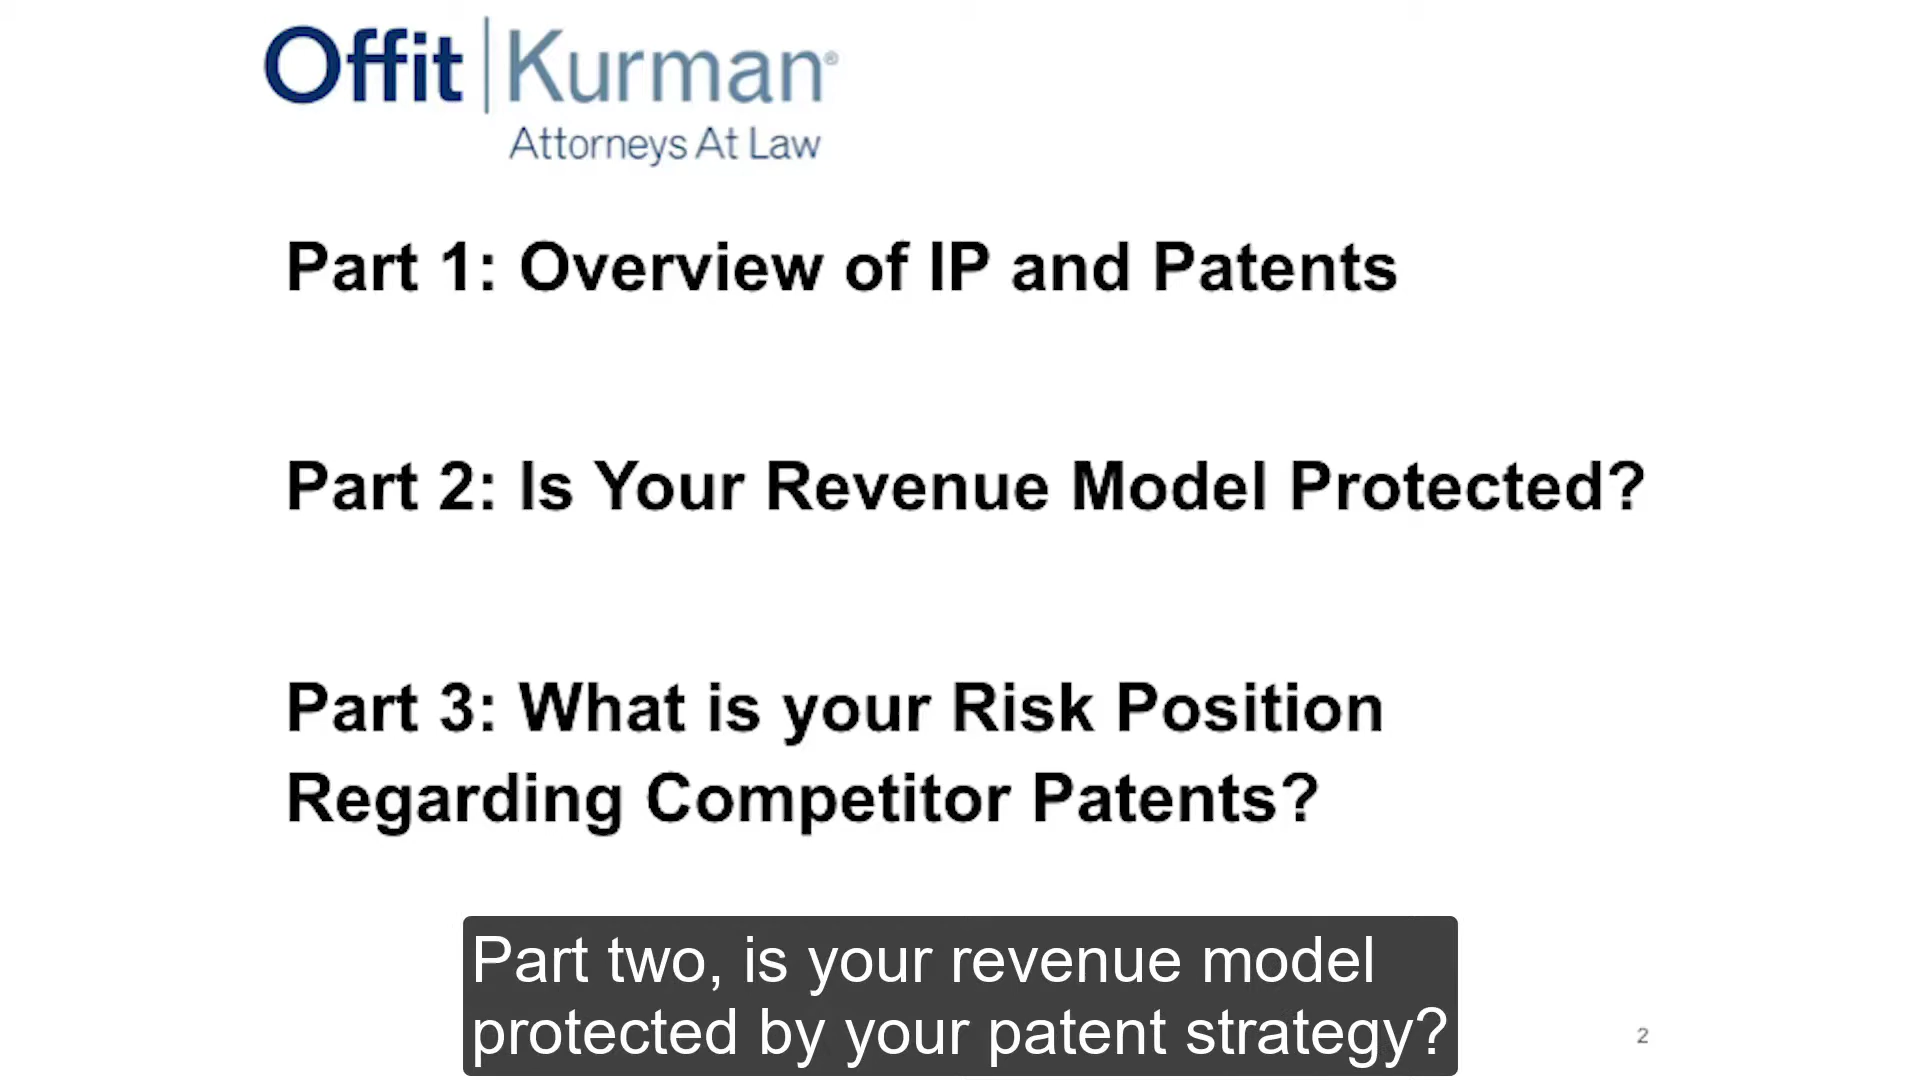 Offit | Kurman®
Attorneys At Law
Part 1: Overview of IP and Patents
Part 2: Is Your Revenue Model Protected?
Part 3: What is your Risk Position
Regarding Competitor Patents?
Part two, is your revenue model
protected by your patent strategy?
2